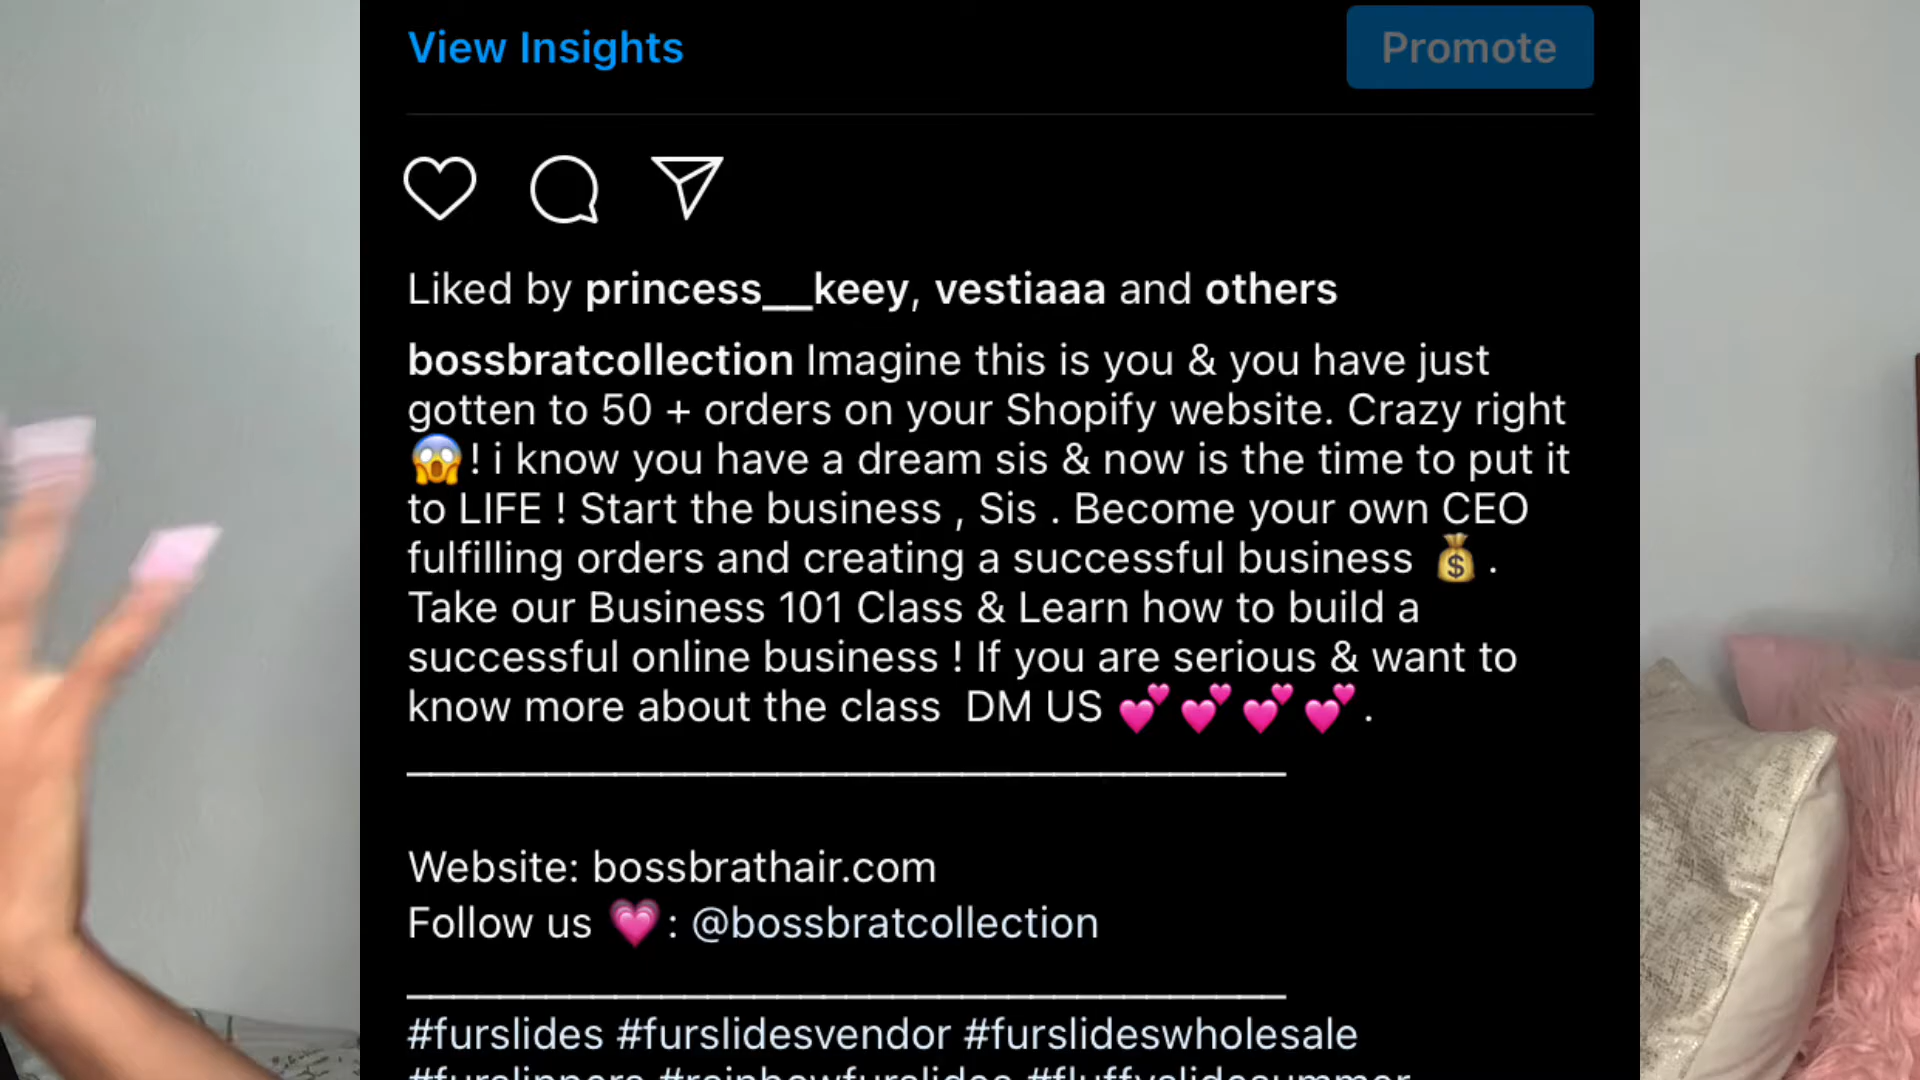 View Insights
Promote
Liked by princess__keey, vestiaaa and others
bossbratcollection Imagine this is you & you have just
gotten to 50 + orders on your Shopify website. Crazy right
😱! i know you have a dream sis & now is the time to put it
to LIFE ! Start the business , Sis . Become your own CEO
fulfilling orders and creating a successful business 💰 .
Take our Business 101 Class & Learn how to build a
successful online business ! If you are serious & want to
know more about the class  DM US 💕💕💕💕.
Website: bossbrathair.com
Follow us 💗: @bossbratcollection
#furslides #furslidesvendor #furslideswholesale
#furslippers #rainbowfurslides #fluffyslidesummer